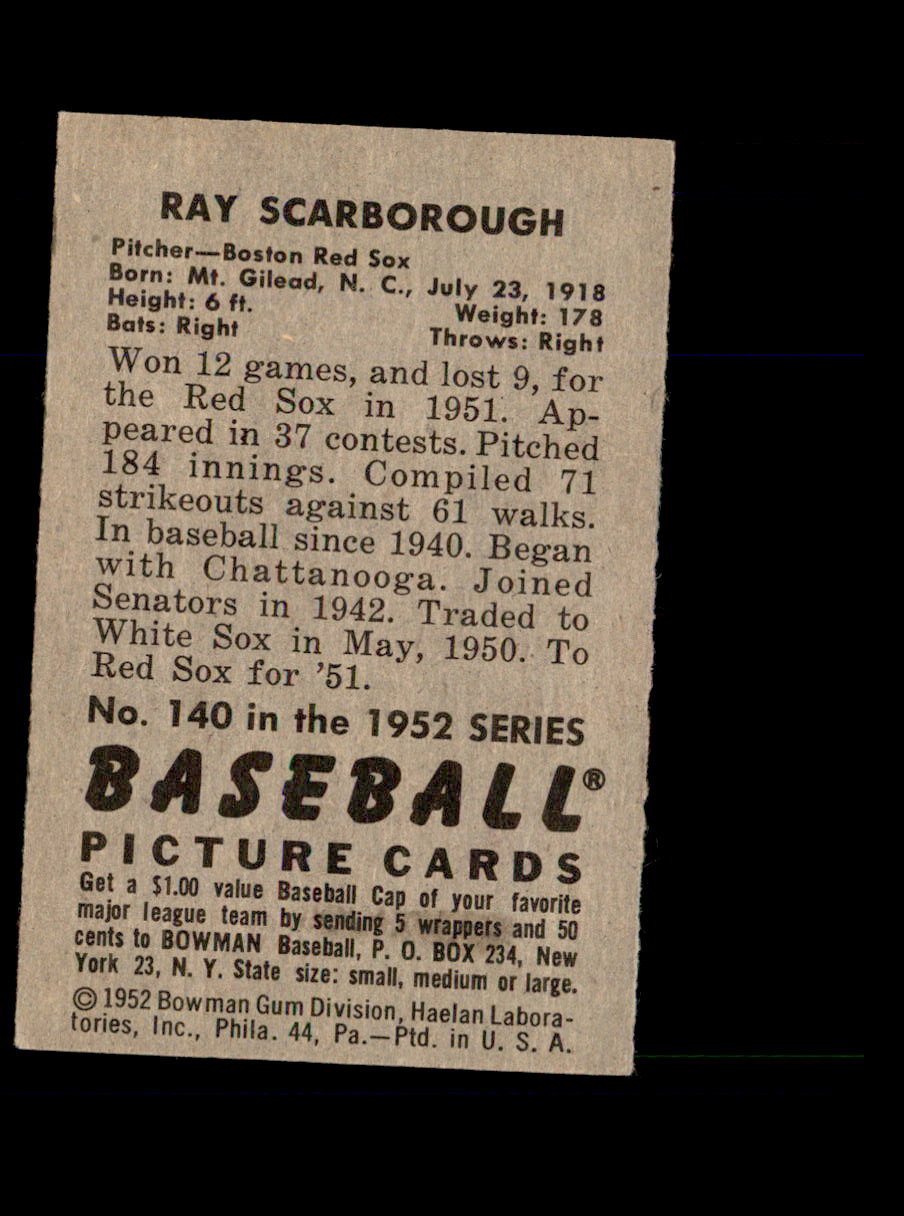 RAY SCARBOROUGH
Pitcher—Boston Red Sox
Born: Mt. Gilead, N. C., July 23, 1918
Height: 6 ft. Weight: 178
Bats: Right Throws: Right
Won 12 games, and lost 9, for
the Red Sox in 1951. Ap-
peared in 37 contests. Pitched
184 innings. Compiled 71
strikeouts against 61 walks.
In baseball since 1940. Began
with Chattanooga. Joined
Senators in 1942. Traded to
White Sox in May, 1950. To
Red Sox for '51.
No. 140 in the 1952 SERIES
BASEBALL®
PICTURE CARDS
Get a $1.00 value Baseball Cap of your favorite
major league team by sending 5 wrappers and 50
cents to BOWMAN Baseball, P. O. BOX 234, New
York 23, N. Y. State size: small, medium or large.
© 1952 Bowman Gum Division, Haelan Labora-
tories, Inc., Phila. 44, Pa.—Ptd. in U. S. A.